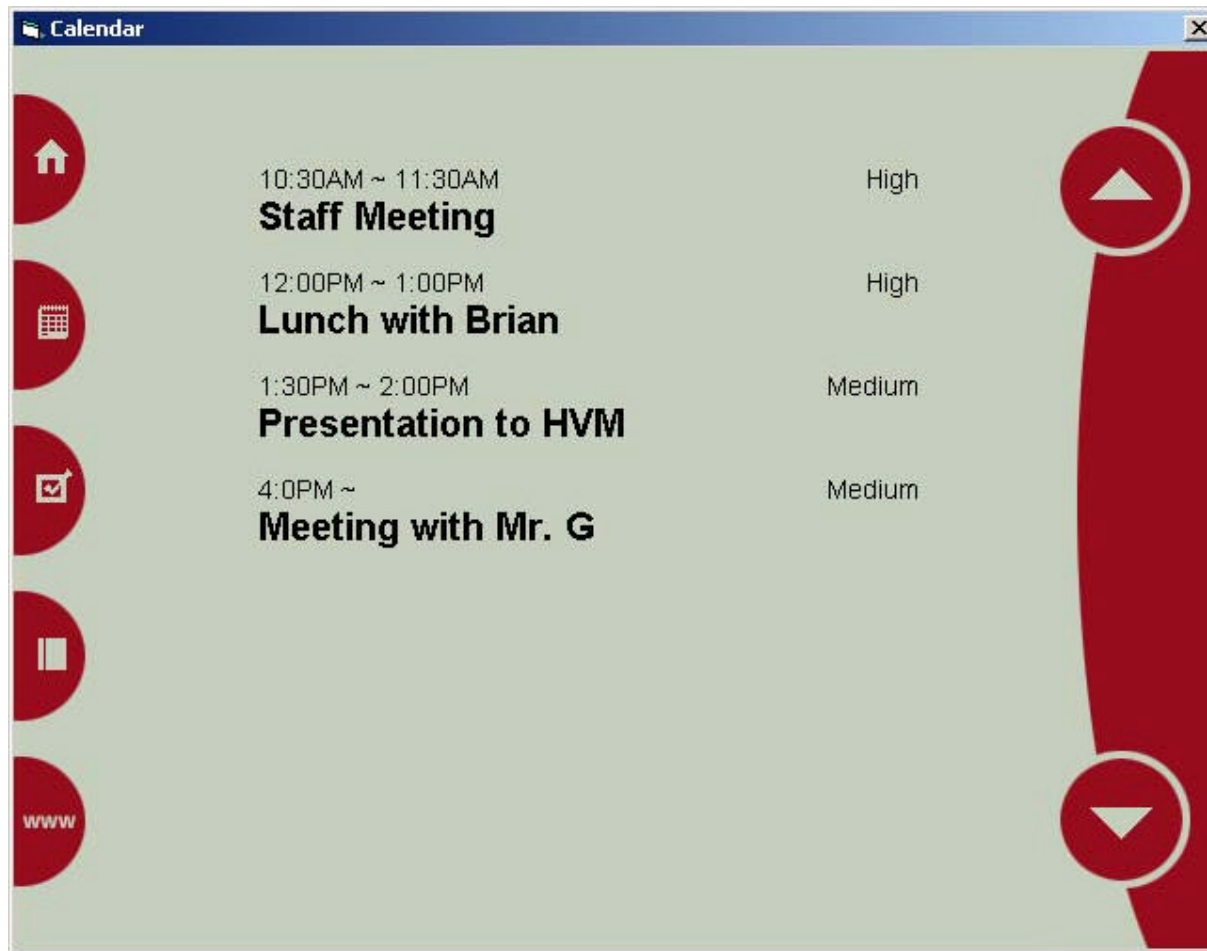 Calendar
10:30AM ~ 11:30AM High
Staff Meeting
12:00PM ~ 1:00PM High
Lunch with Brian
1:30PM ~ 2:00PM Medium
Presentation to HVM
4:0PM ~ Medium
Meeting with Mr. G
www